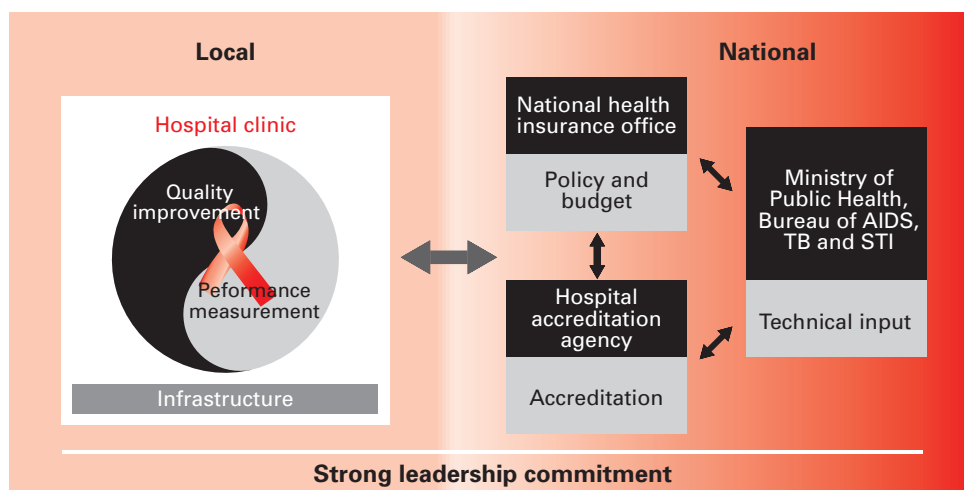 Local
National
Hospital clinic
Quality
improvement
Peformance
measurement
Infrastructure
National health
insurance office
Policy and
budget
Hospital
accreditation
agency
Accreditation
Ministry of
Public Health,
Bureau of AIDS,
TB and STI
Technical input
Strong leadership commitment